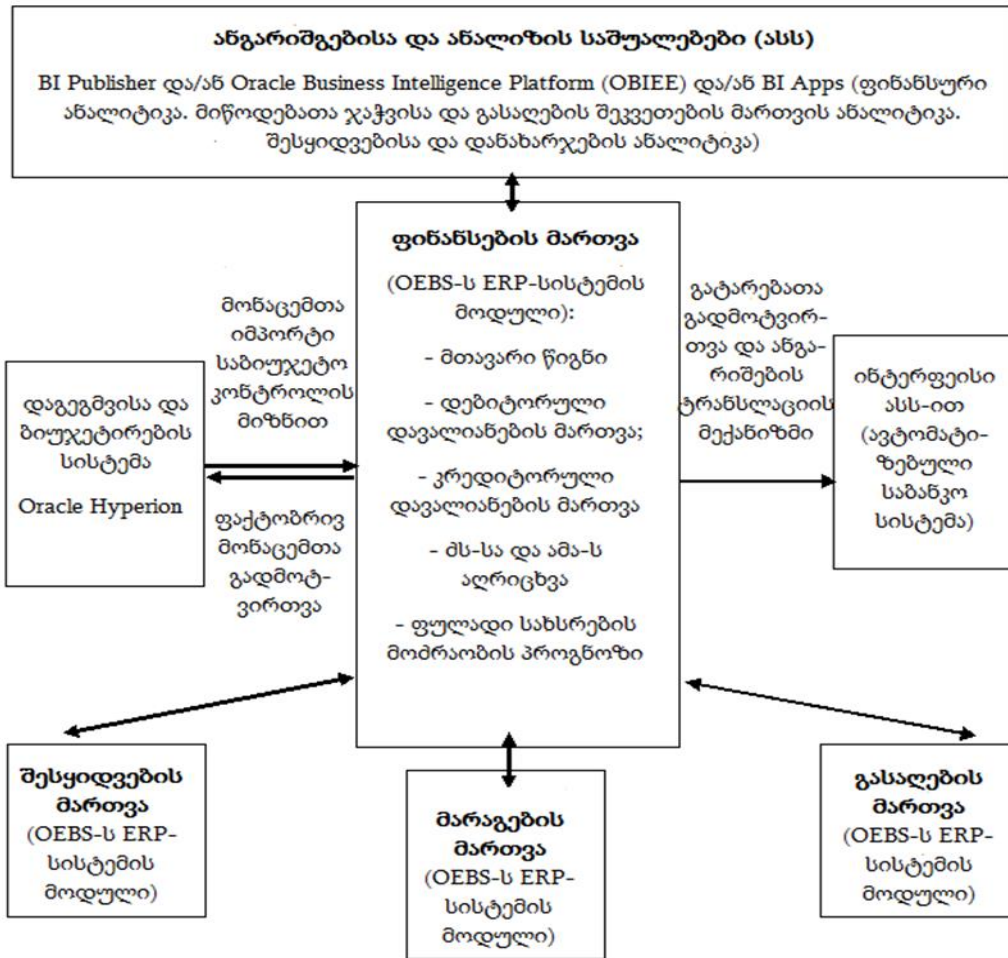 ანგარიშგებისა და ანალიზის საშუალებები (ასს)
BI Publisher და/ან Oracle Business Intelligence Platform (OBIEE) და/ან BI Apps (ფინანსური
ანალიტიკა. მიწოდებათა ჯაჭვისა და გასაღების შეკვეთების მართვის ანალიტიკა.
შესყიდვებისა და დანახარჯების ანალიტიკა)
დაგეგმვისა და
ბიუჯეტირების
სისტემა
Oracle Hyperion
მონაცემთა
იმპორტი
საბიუჯეტო
კონტროლის
მიზნით
ფაქტობრივ
მონაცემთა
გადმოტ-
ვირთვა
ფინანსების მართვა
(OEBS-ს ERP-სისტემის
მოდული):
- მთავარი წიგნი
- დებიტორული
დავალიანების მართვა;
- კრედიტორული
დავალიანების მართვა
- ძს-სა და ამა-ს
აღრიცხვა
- ფულადი სახსრების
მოძრაობის პროგნოზი
გატარებათა
გადმოტვირ-
თვა და ანგა-
რიშების
ტრანსლაციის
მექანიზმი
ინტერფეისი
ასს-ით
(ავტომატი-
ზებული
საბანკო
სისტემა)
შესყიდვების
მართვა
(OEBS-ს ERP-
სისტემის
მოდული)
მარაგების
მართვა
(OEBS-ს ERP-
სისტემის
მოდული)
გასაღების
მართვა
(OEBS-ს ERP-
სისტემის
მოდული)